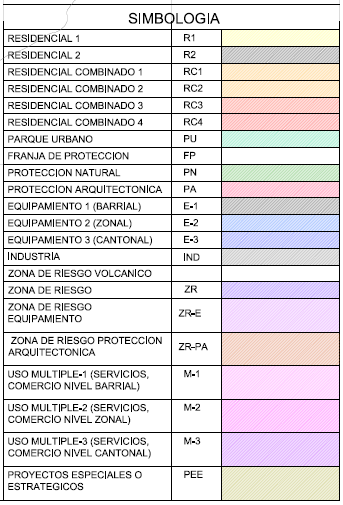 SIMBOLOGIA
RESIDENCIAL 1 R1
RESIDENCIAL 2 R2
RESIDENCIAL COMBINADO 1 RC1
RESIDENCIAL COMBINADO 2 RC2
RESIDENCIAL COMBINADO 3 RC3
RESIDENCIAL COMBINADO 4 RC4
PARQUE URBANO PU
FRANJA DE PROTECCION FP
PROTECCION NATURAL PN
PROTECCION ARQUITECTONICA PA
EQUIPAMIENTO 1 (BARRIAL) E-1
EQUIPAMIENTO 2 (ZONAL) E-2
EQUIPAMIENTO 3 (CANTONAL) E-3
INDUSTRÍA IND
ZONA DE RIESGO VOLCANICO
ZONA DE RIESGO ZR
ZONA DE RIESGO
EQUIPAMIENTO ZR-E
ZONA DE RIESGO PROTECCION
ARQUITECTONICA ZR-PA
USO MULTIPLE-1 (SERVICIOS, M-1
COMERCIO NIVEL BARRIAL)
USO MULTIPLE-2 (SERVICIOS, M-2
COMERCIO NIVEL ZONAL)
USO MULTIPLE-3 (SERVICIOS, M-3
COMERCIO NIVEL CANTONAL)
PROYECTOS ESPECIALES O PEE
ESTRATEGICOS